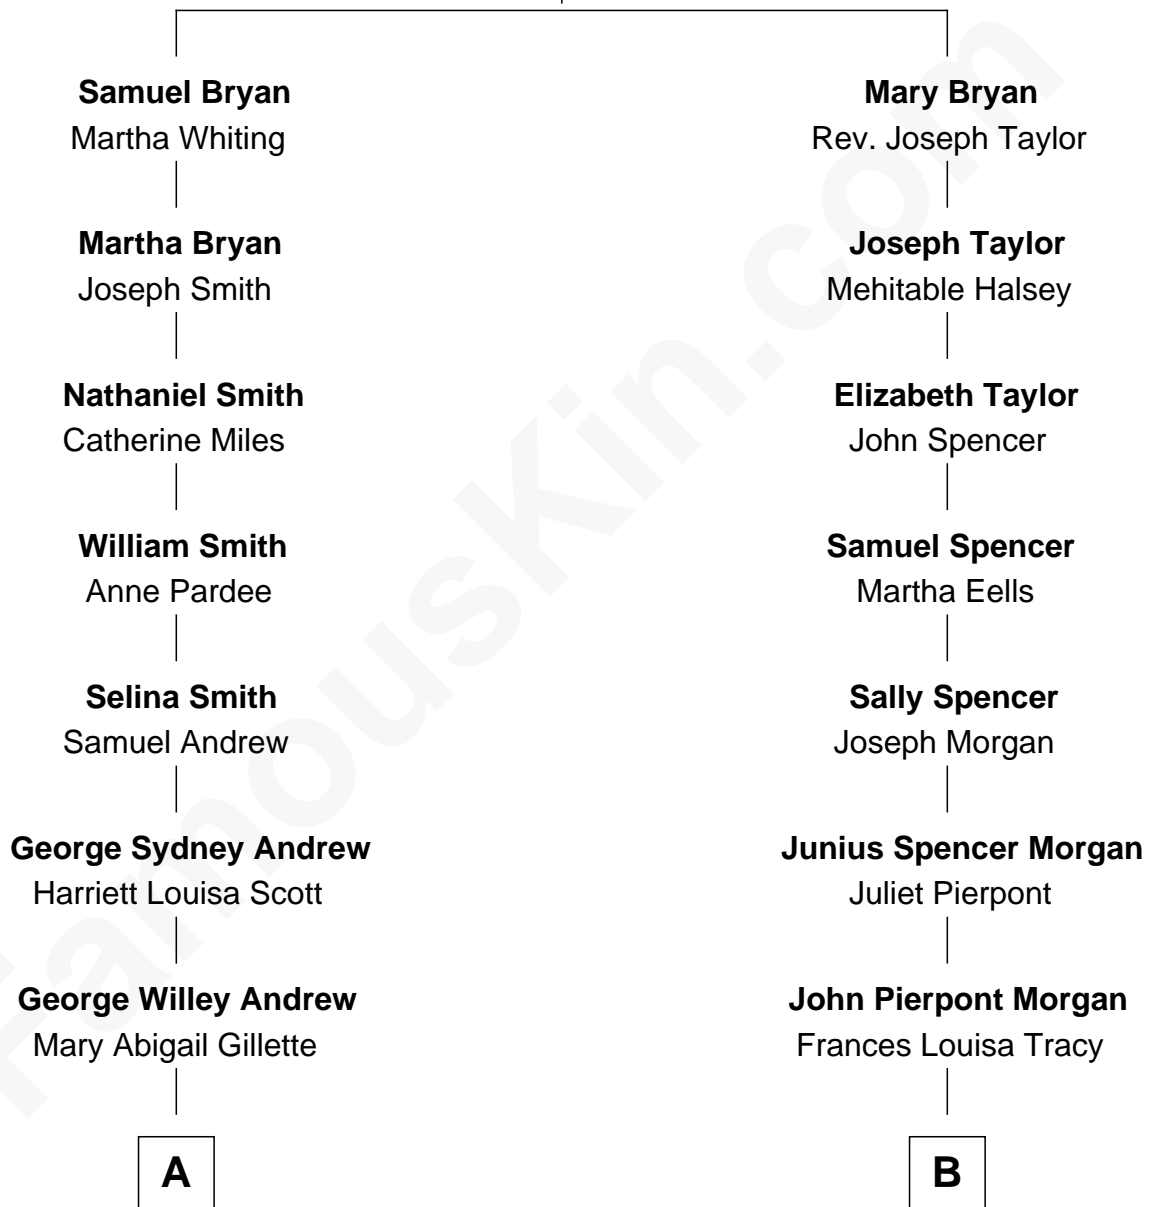 Samuel Bryan
Martha Whiting
Mary Bryan
Rev. Joseph Taylor
Martha Bryan
Joseph Smith
Joseph Taylor
Mehitable Halsey
Nathaniel Smith
Catherine Miles
Elizabeth Taylor
John Spencer
William Smith
Anne Pardee
Samuel Spencer
Martha Eells
Selina Smith
Samuel Andrew
Sally Spencer
Joseph Morgan
George Sydney Andrew
Harriett Louisa Scott
Junius Spencer Morgan
Juliet Pierpont
George Willey Andrew
Mary Abigail Gillette
John Pierpont Morgan
Frances Louisa Tracy
A
B
FamousKin.com